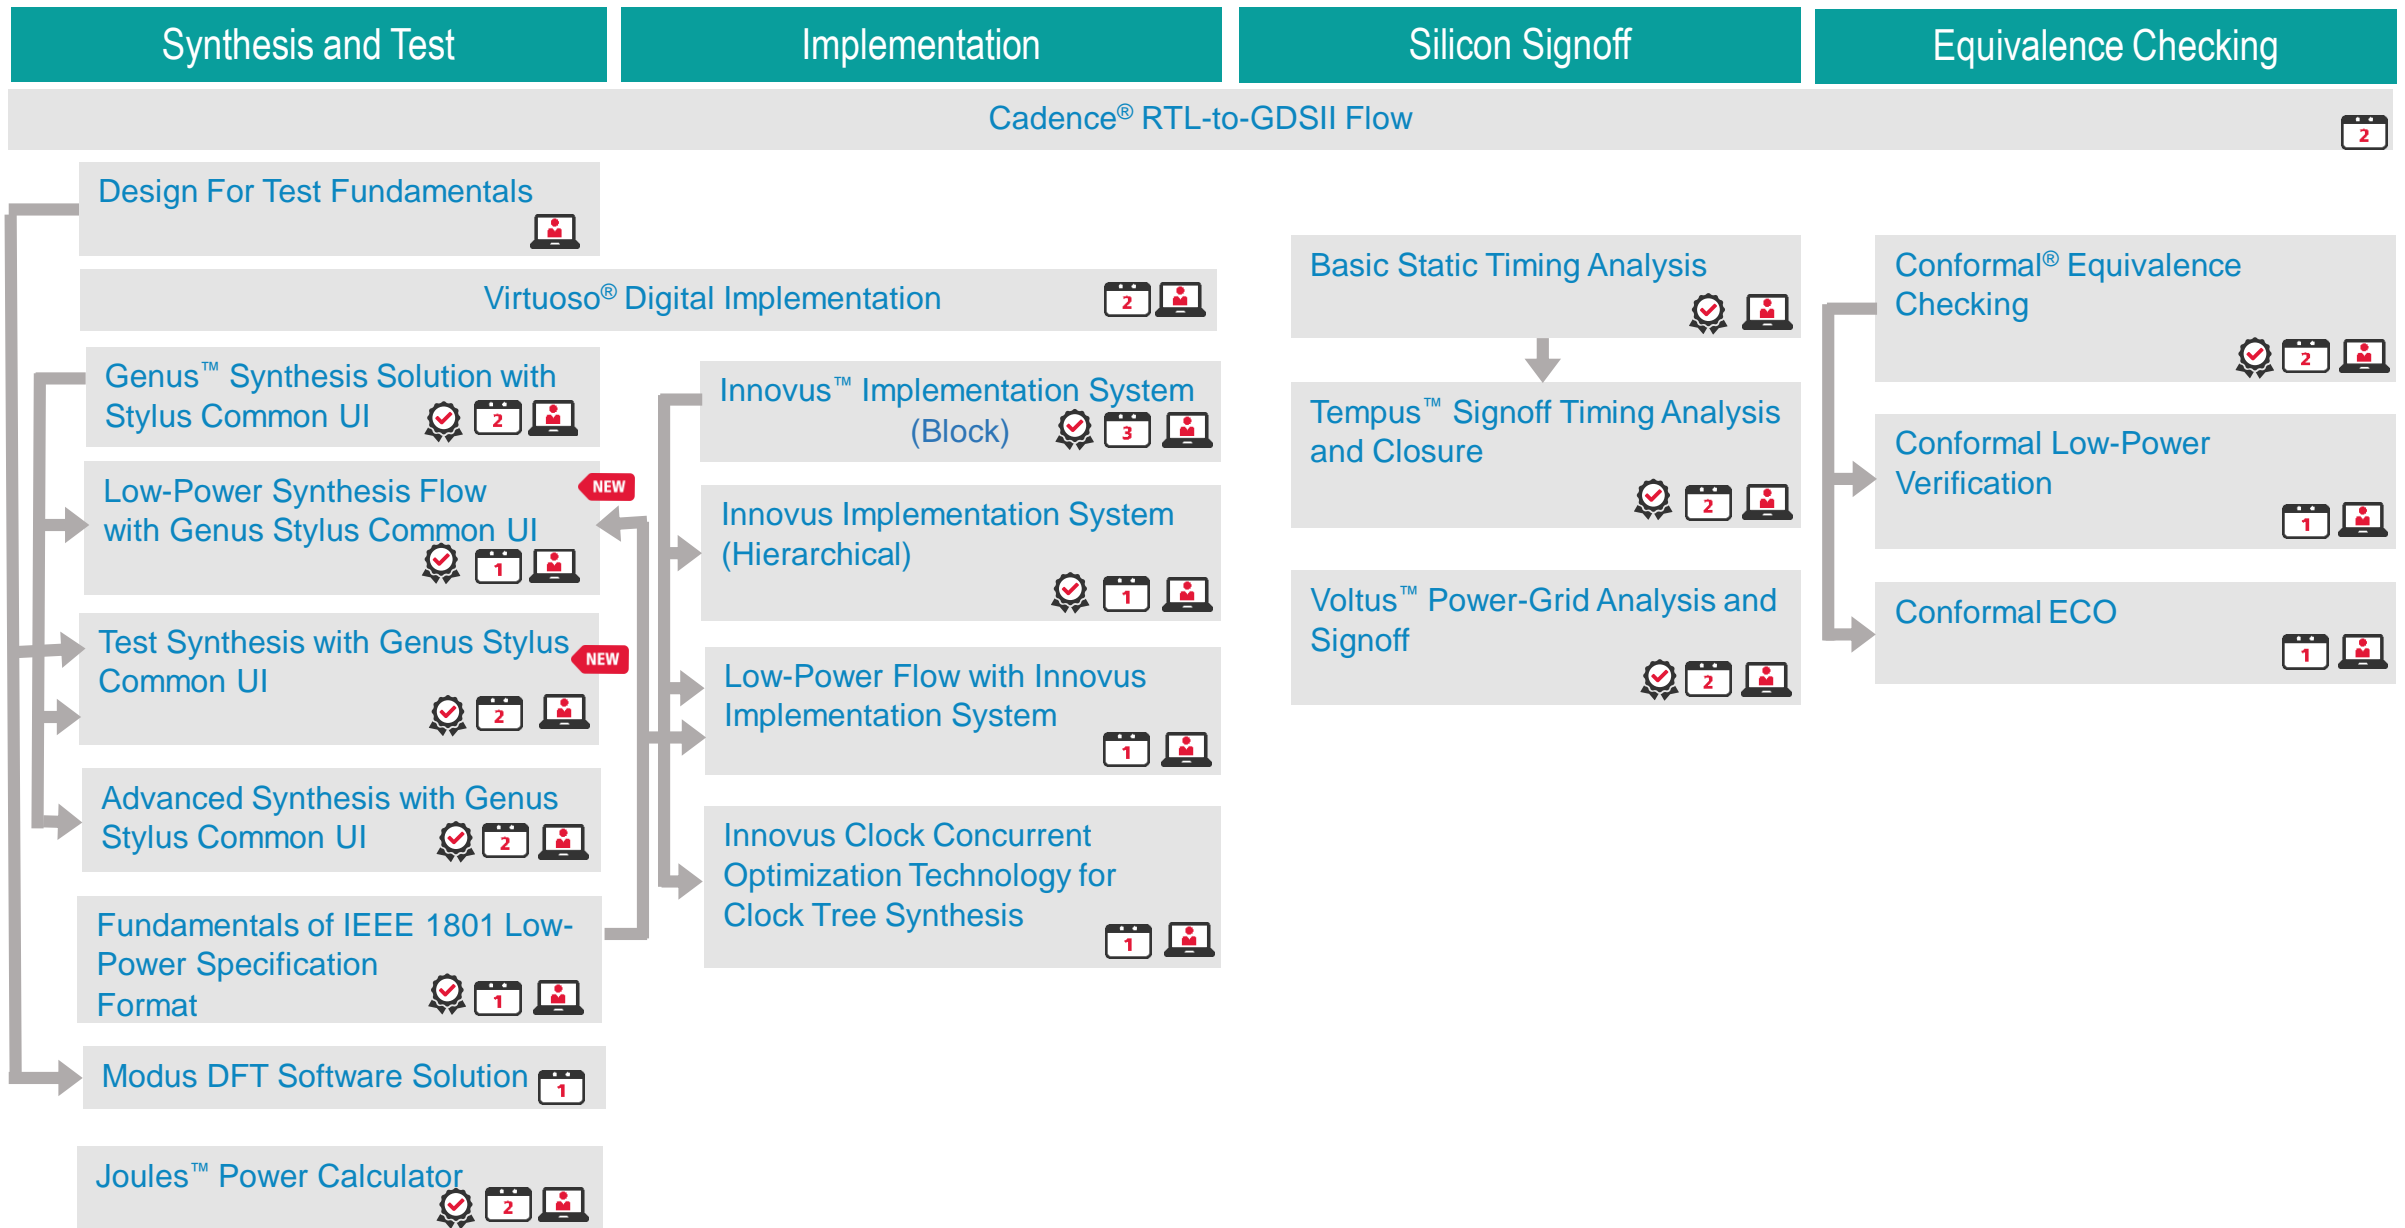 Synthesis and Test
Implementation
Silicon Signoff
Equivalence Checking
Cadence® RTL-to-GDSII Flow
2
Design For Test Fundamentals
Virtuoso® Digital Implementation
2
Genus™ Synthesis Solution with
Stylus Common UI
2
Low-Power Synthesis Flow
with Genus Stylus Common UI
NEW
1
Test Synthesis with Genus Stylus
Common UI
NEW
2
Advanced Synthesis with Genus
Stylus Common UI
2
Fundamentals of IEEE 1801 Low-
Power Specification
Format
1
Modus DFT Software Solution
1
Joules™ Power Calculator
2
Innovus™ Implementation System
(Block)
3
Innovus Implementation System
(Hierarchical)
1
Low-Power Flow with Innovus
Implementation System
1
Innovus Clock Concurrent
Optimization Technology for
Clock Tree Synthesis
1
Basic Static Timing Analysis
Tempus™ Signoff Timing Analysis
and Closure
2
Voltus™ Power-Grid Analysis and
Signoff
2
Conformal® Equivalence
Checking
2
Conformal Low-Power
Verification
1
Conformal ECO
1